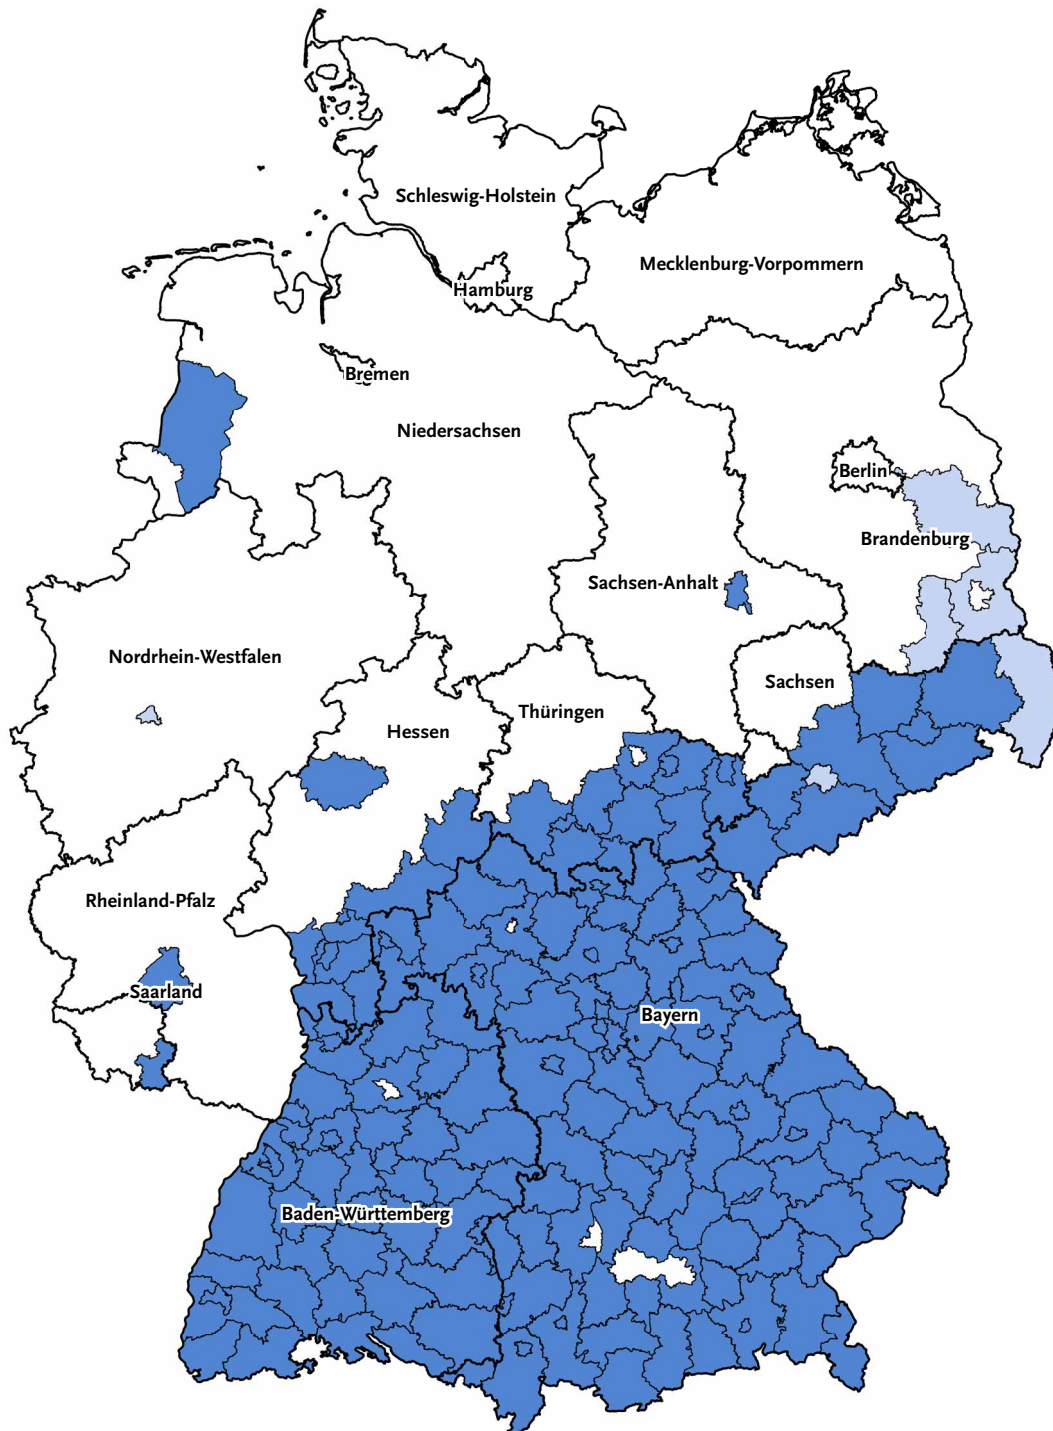 Schleswig-Holstein
Mecklenburg-Vorpommern
Hamburg
Bremen
Niedersachsen
Berlin
Brandenburg
Sachsen-Anhalt
Nordrhein-Westfalen
Sachsen
Thüringen
Hessen
Rheinland-Pfalz
Saarland
Bayern
Baden-Württemberg